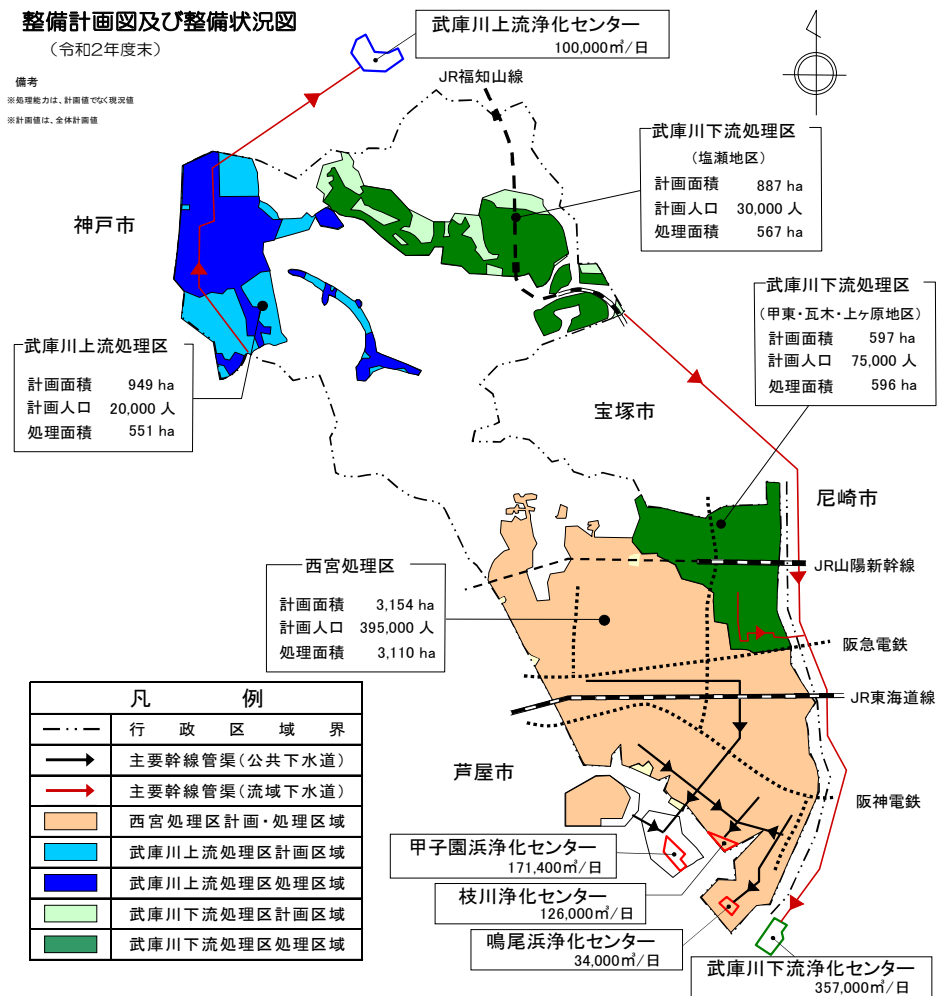 整備計画図及び整備状況図
（令和2年度末）
備考
※処理能力は、計画値でなく現況値
※計画値は、全体計画値
武庫川上流浄化センター
100,000㎥/日
JR福知山線
武庫川下流処理区
（塩瀬地区）
計画面積 887 ha
計画人口 30,000 人
処理面積 567 ha
神戸市
武庫川下流処理区
（甲東・瓦木・上ヶ原地区）
計画面積 597 ha
計画人口 75,000 人
処理面積 596 ha
武庫川上流処理区
計画面積 949 ha
計画人口 20,000 人
処理面積 551 ha
宝塚市
尼崎市
JR山陽新幹線
西宮処理区
計画面積 3,154 ha
計画人口 395,000 人
処理面積 3,110 ha
阪急電鉄
JR東海道線
凡例
行政区域界
主要幹線管渠（公共下水道）
主要幹線管渠（流域下水道）
西宮処理区計画・処理区域
武庫川上流処理区計画区域
武庫川上流処理区処理区域
武庫川下流処理区計画区域
武庫川下流処理区処理区域
芦屋市
阪神電鉄
甲子園浜浄化センター
171,400㎥/日
枝川浄化センター
126,000㎥/日
鳴尾浜浄化センター
34,000㎥/日
武庫川下流浄化センター
357,000㎥/日